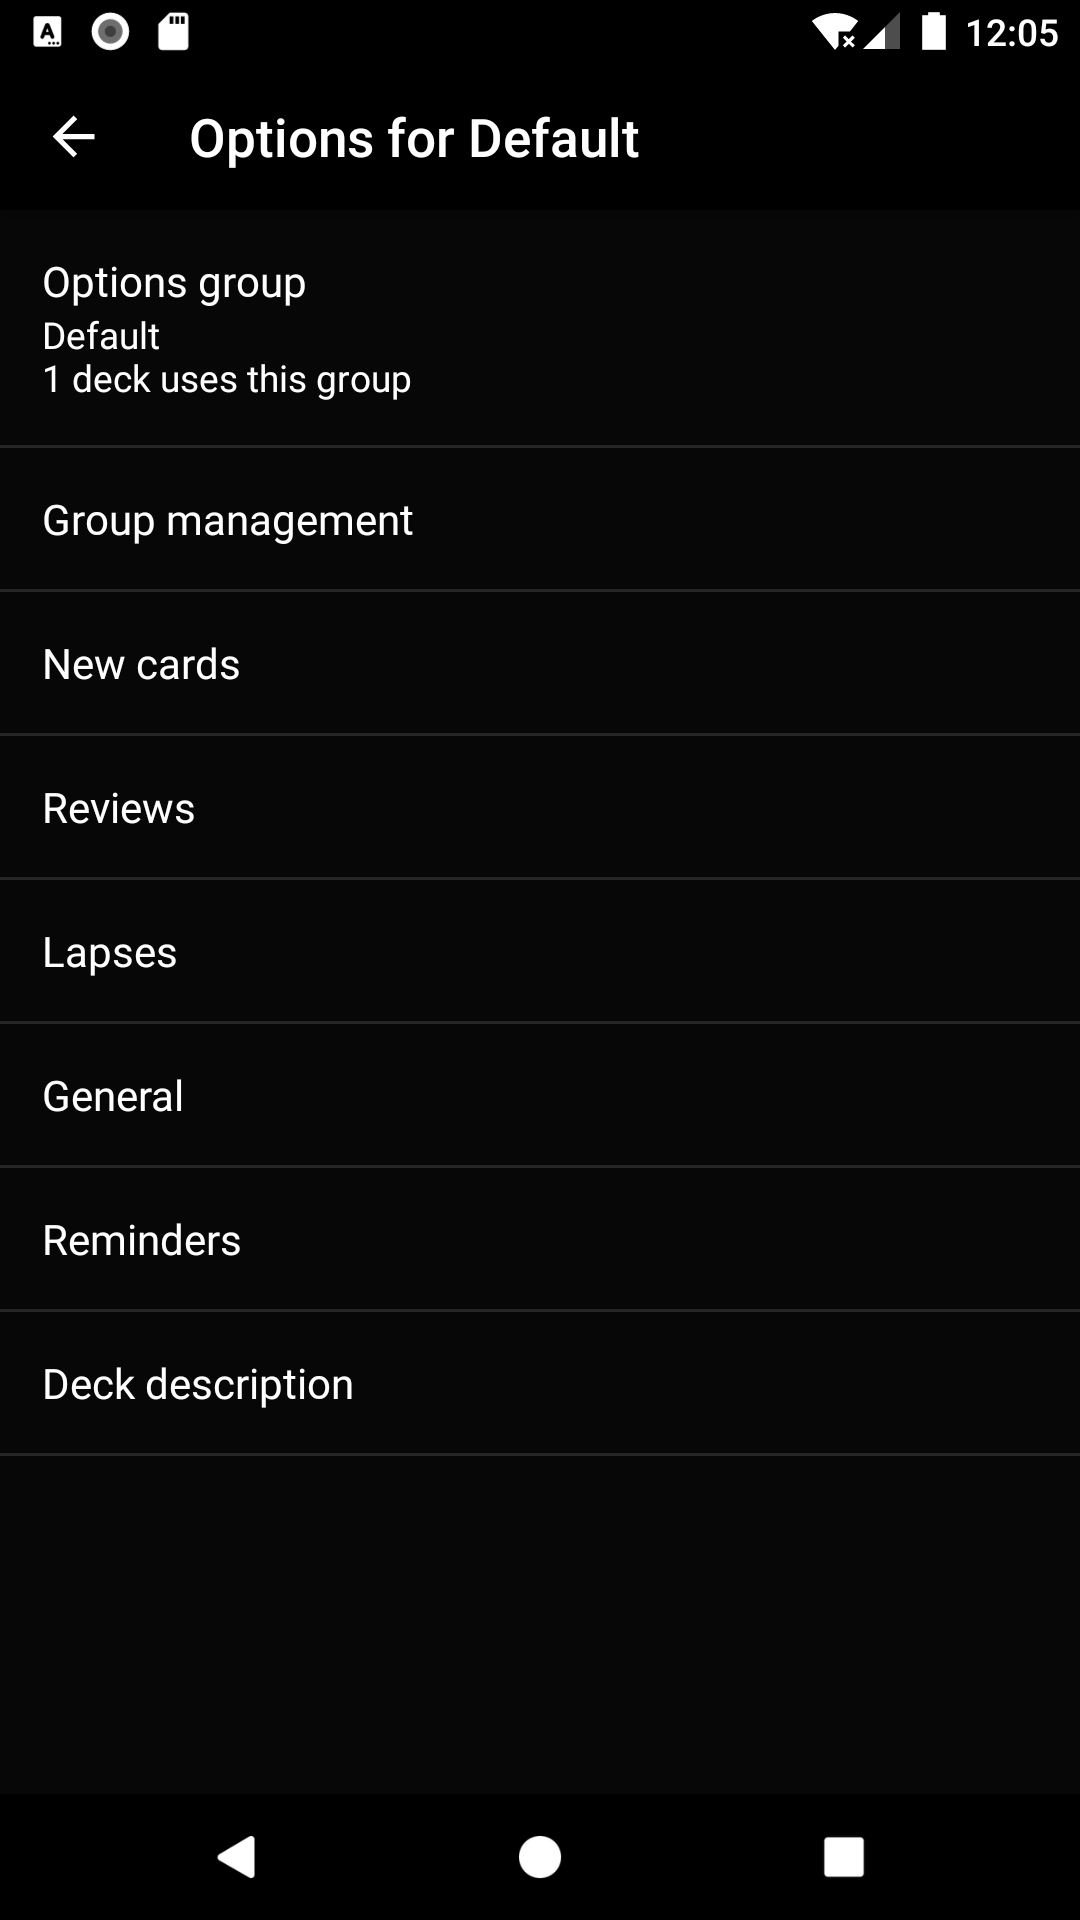 12:05
Options for Default
Options group
Default
1 deck uses this group
Group management
New cards
Reviews
Lapses
General
Reminders
Deck description